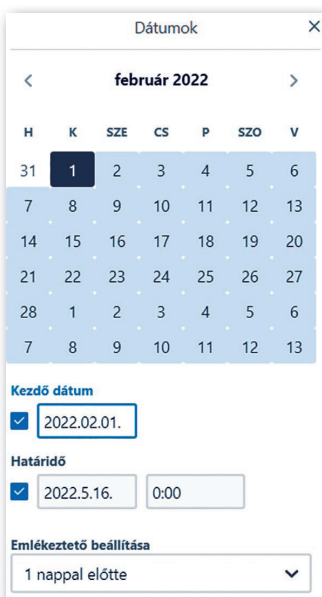 Dátumok ×
< február 2022 >
H K SZE CS P SZO V
31 1 2 3 4 5 6
7 8 9 10 11 12 13
14 15 16 17 18 19 20
21 22 23 24 25 26 27
28 1 2 3 4 5 6
7 8 9 10 11 12 13
Kezdő dátum
2022.02.01.
Határidő
2022.5.16. 0:00
Emlékeztető beállítása
1 nappal előtte